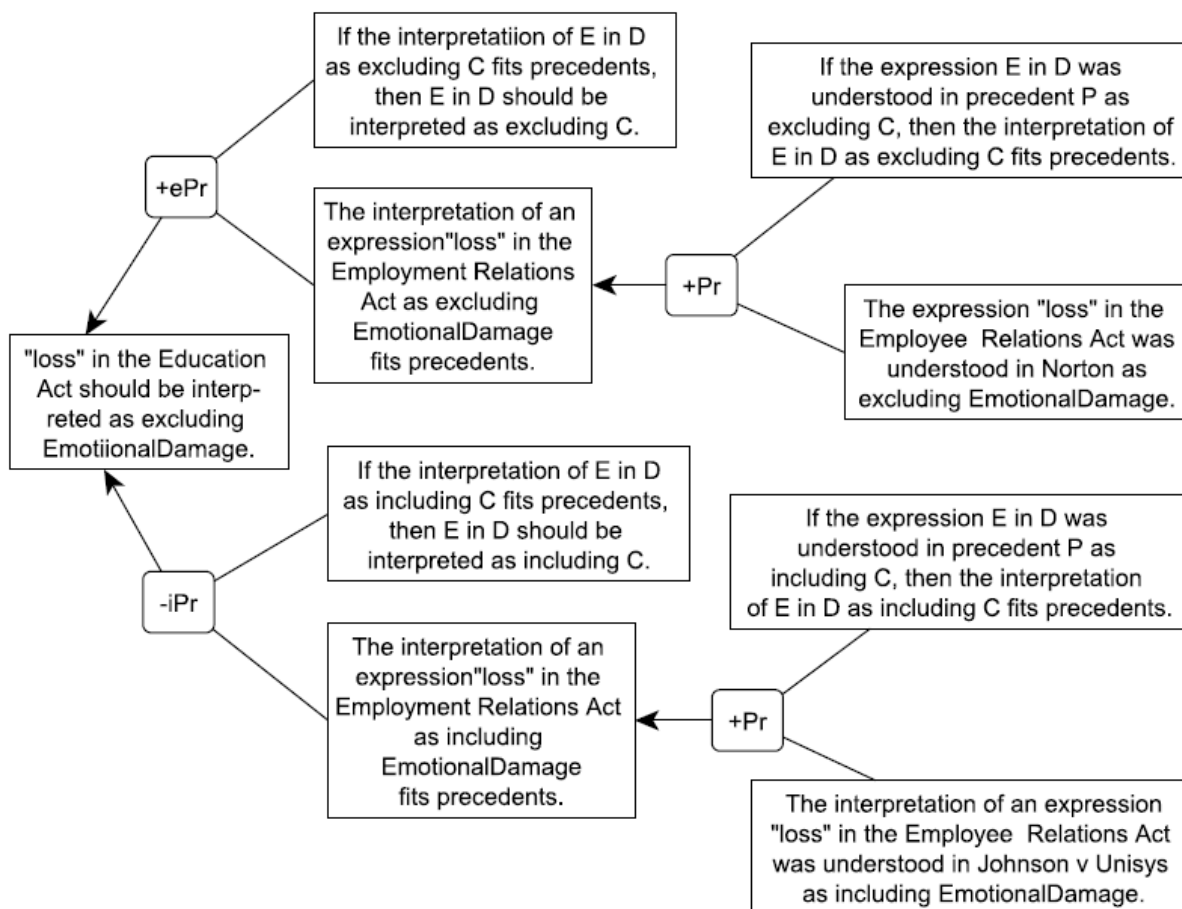 If the interpretatiion of E in D
as excluding C fits precedents,
then E in D should be
interpreted as excluding C.
If the expression E in D was
understood in precedent P as
excluding C, then the interpretation of
E in D as excluding C fits precedents.
+ePr
The interpretation of an
expression"loss" in the
Employment Relations
Act as excluding
EmotionalDamage
fits precedents.
+Pr
The expression "loss" in the
Employee Relations Act was
understood in Norton as
excluding EmotionalDamage.
"loss" in the Education
Act should be interp-
reted as excluding
EmotiionalDamage.
If the interpretation of E in D
as including C fits precedents,
then E in D should be
interpreted as including C.
If the expression E in D was
understood in precedent P as
including C, then the interpretation
of E in D as including C fits precedents.
-iPr
The interpretation of an
expression"loss" in the
Employment Relations Act
as including
EmotionalDamage
fits precedents.
+Pr
The interpretation of an expression
"loss" in the Employee Relations Act
was understood in Johnson v Unisys
as including EmotionalDamage.